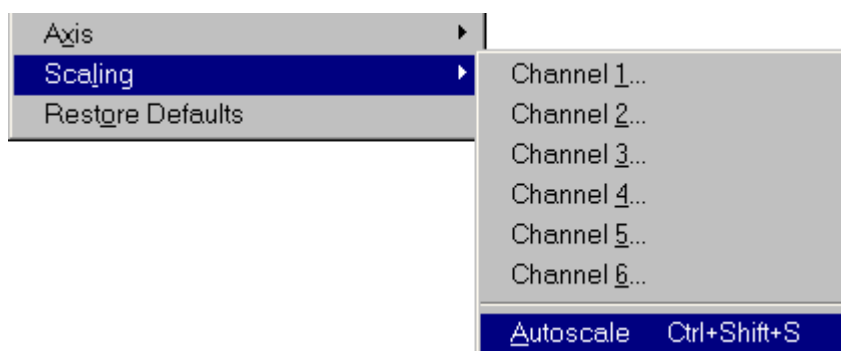 Axis
Scaling
Restore Defaults
Channel 1...
Channel 2...
Channel 3...
Channel 4...
Channel 5...
Channel 6...
Autoscale Ctrl+Shift+S